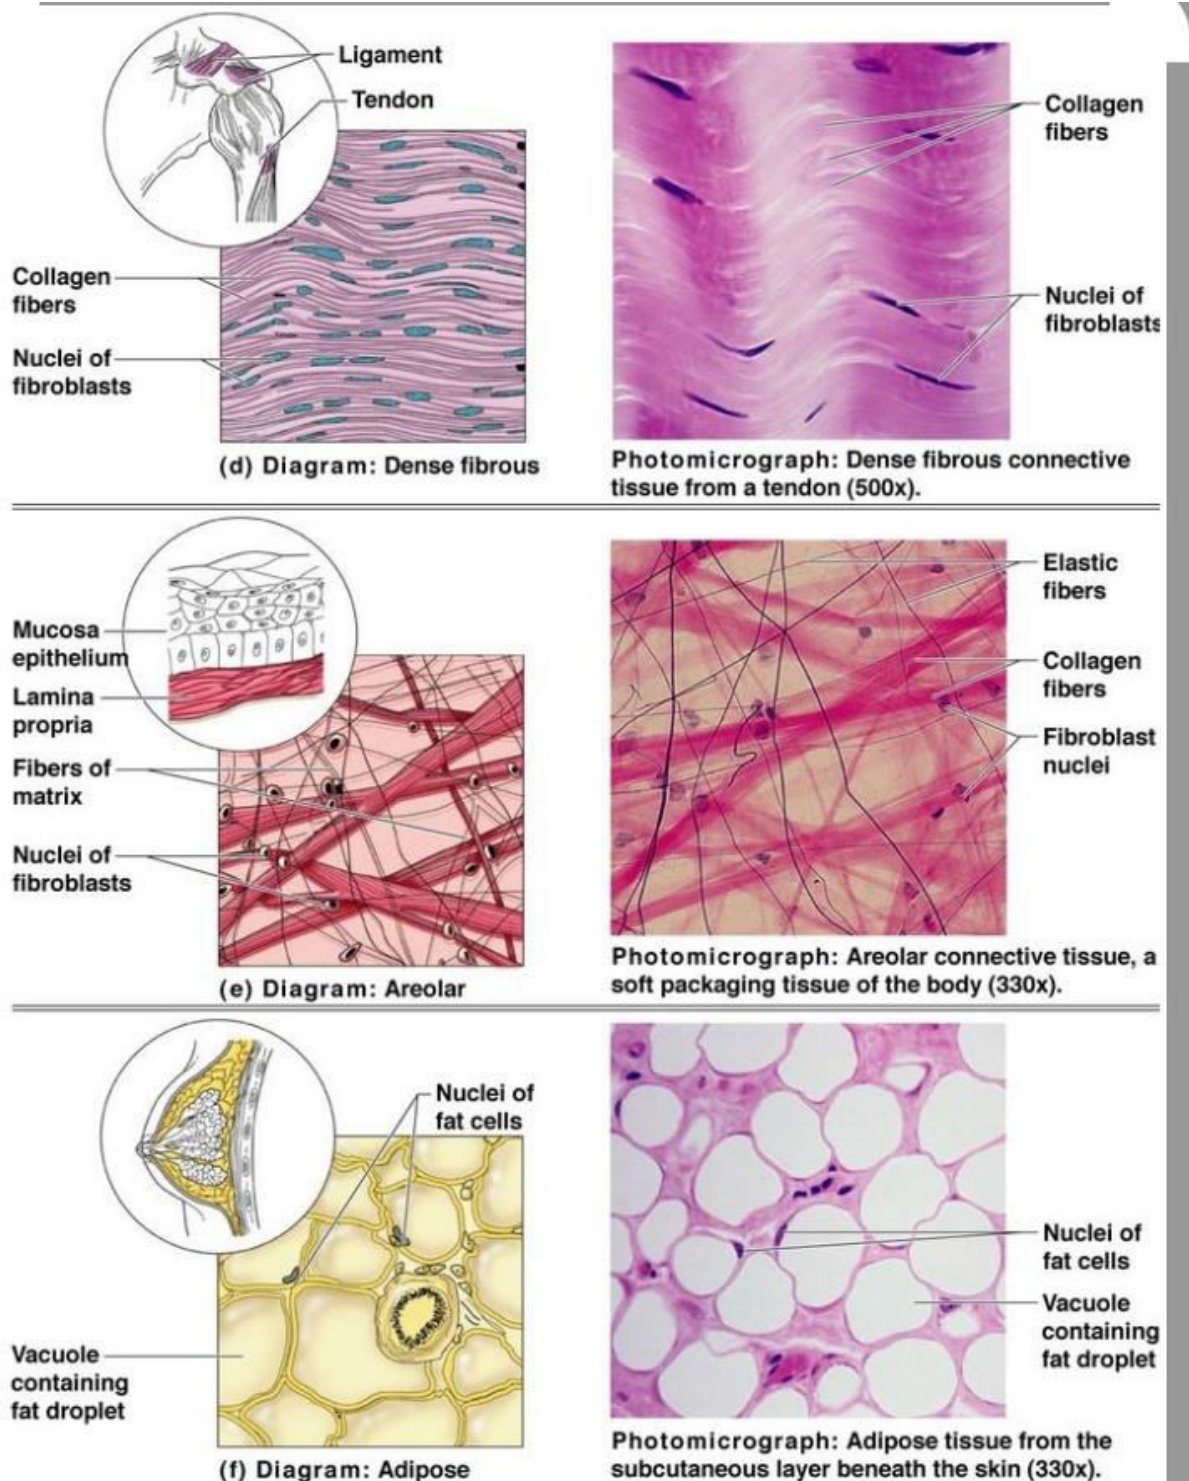 Ligament
Tendon
Collagen
fibers
Nuclei of
fibroblasts
(d) Diagram: Dense fibrous
Collagen
fibers
Nuclei of
fibroblasts
Photomicrograph: Dense fibrous connective
tissue from a tendon (500x).
Mucosa
epithelium
Lamina
propria
Fibers of
matrix
Nuclei of
fibroblasts
(e) Diagram: Areolar
Elastic
fibers
Collagen
fibers
Fibroblast
nuclei
Photomicrograph: Areolar connective tissue, a
soft packaging tissue of the body (330x).
Nuclei of
fat cells
Vacuole
containing
fat droplet
(f) Diagram: Adipose
Nuclei of
fat cells
Vacuole
containing
fat droplet
Photomicrograph: Adipose tissue from the
subcutaneous layer beneath the skin (330x).